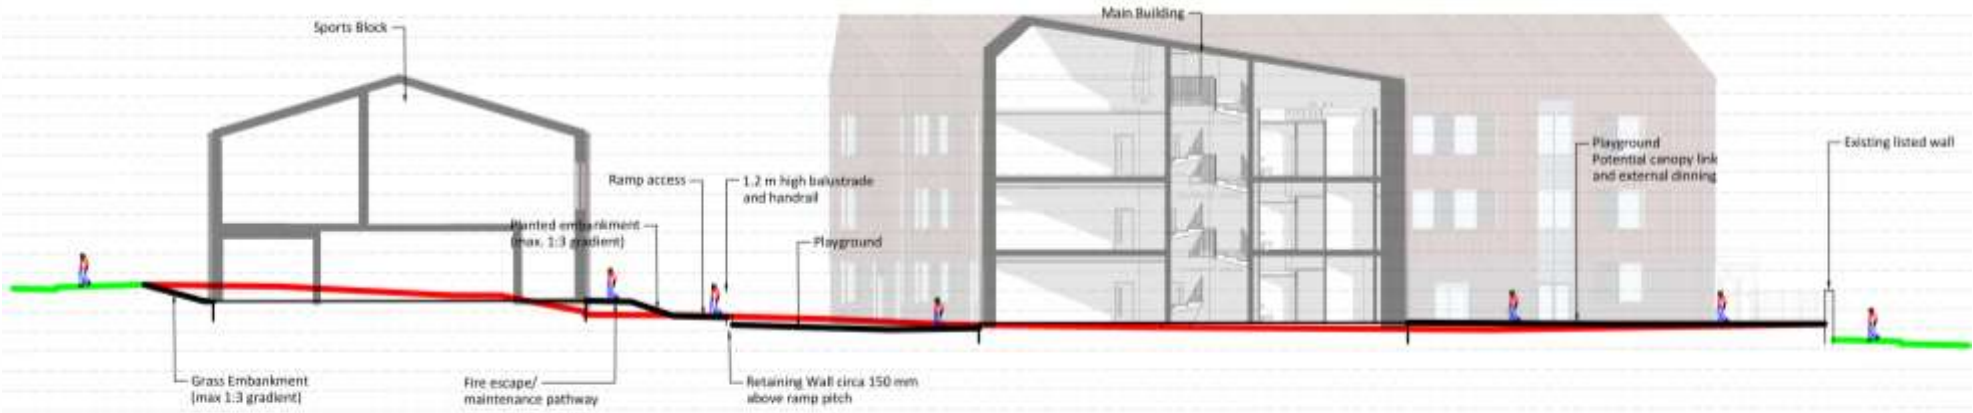 Sports Block
Main Building
Playground
Potential canopy link
and external dinning
Existing listed wall
Ramp access
1.2 m high balustrade
and handrail
Planted embankment
(max. 1:3 gradient)
Playground
Grass Embankment
(max 1:3 gradient)
Fire escape/
maintenance pathway
Retaining Wall circa 150 mm
above ramp pitch